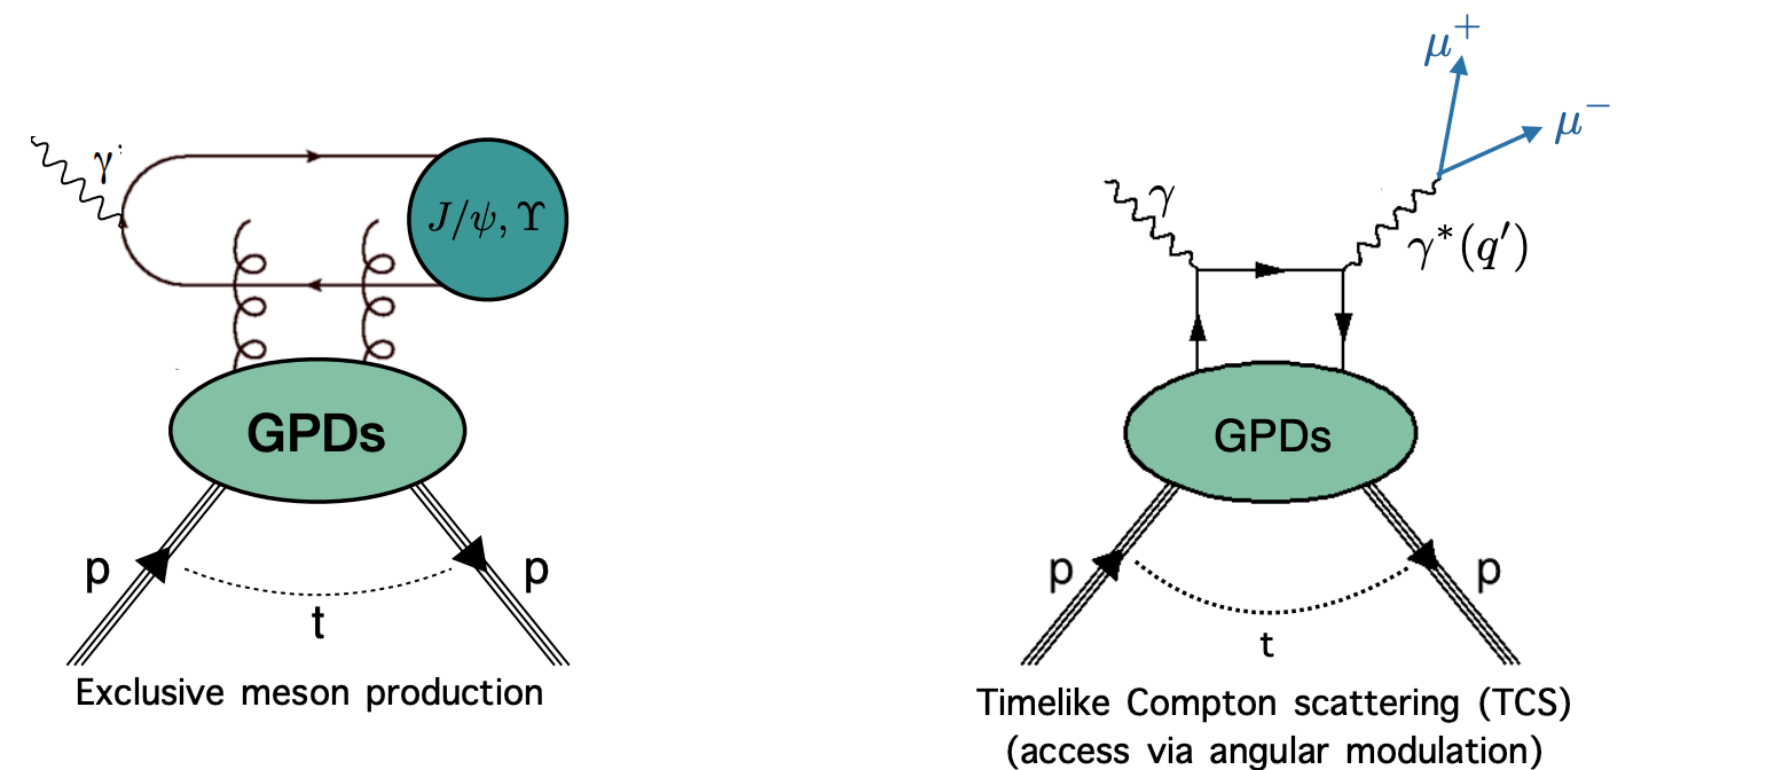 γ
J/ψ, Υ
GPDs
p
p
t
Exclusive meson production
μ⁺
μ⁻
γ
γ*(q′)
GPDs
p
p
t
Timelike Compton scattering (TCS)
(access via angular modulation)